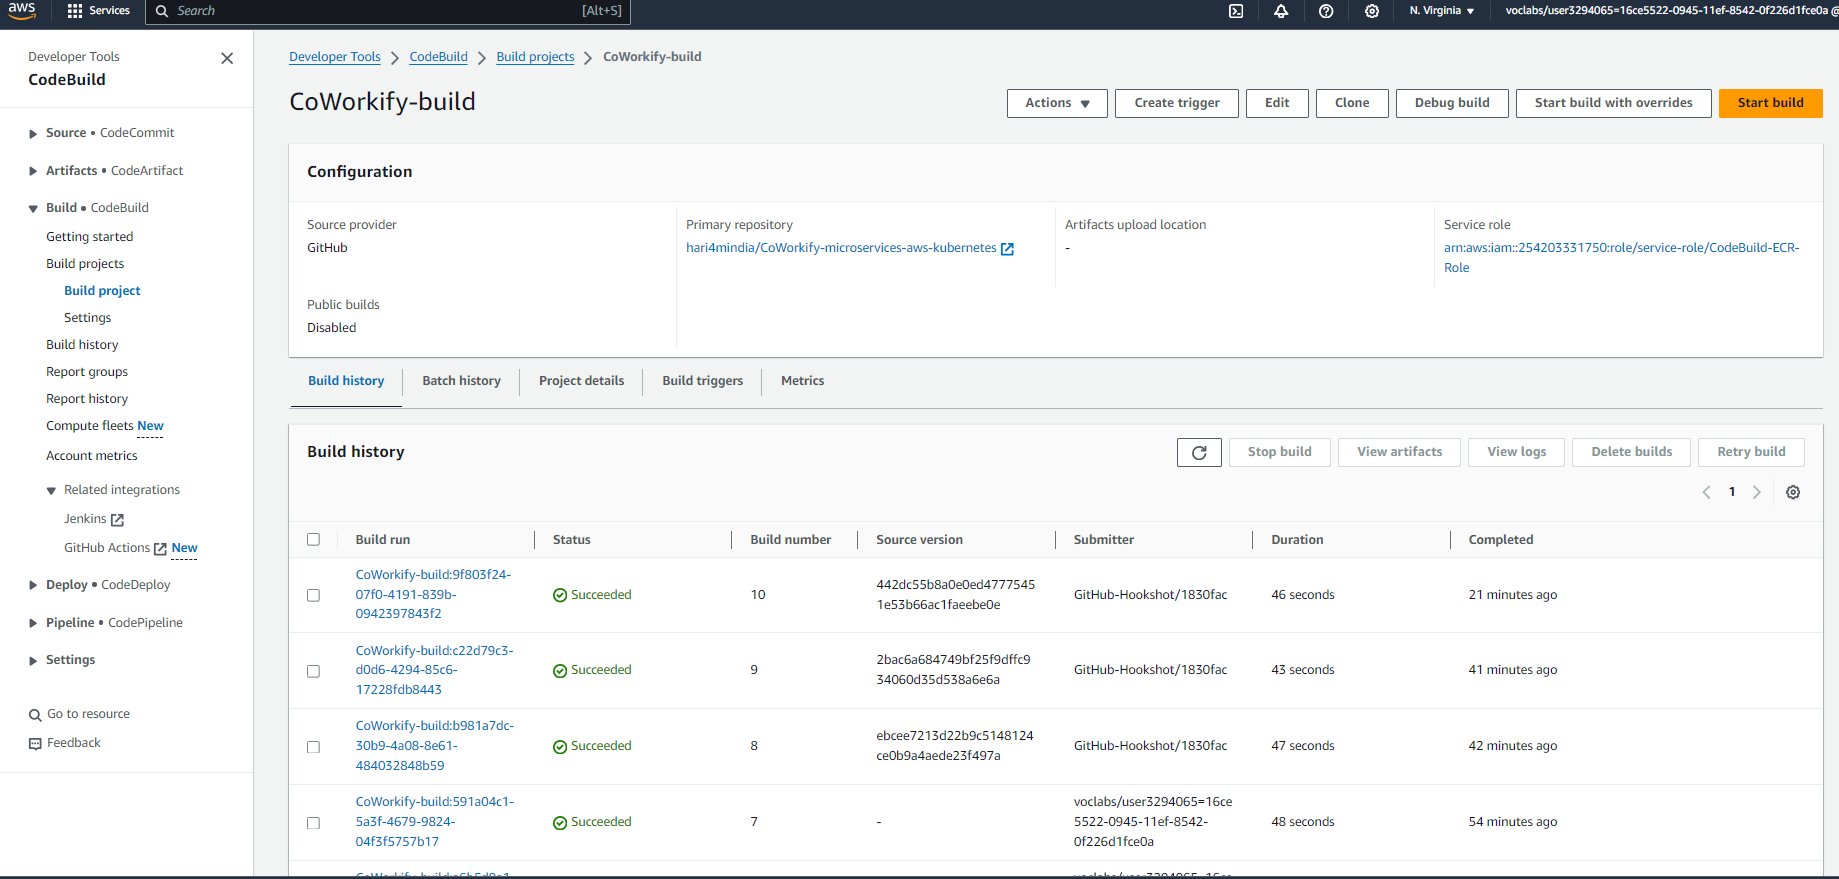 aws
Services
Search
[Alt+S]
N. Virginia
voclabs/user3294065=16ce5522-0945-11ef-8542-0f226d1fce0a @
Developer Tools
CodeBuild
Source • CodeCommit
Artifacts • CodeArtifact
Build • CodeBuild
Getting started
Build projects
Build project
Settings
Build history
Report groups
Report history
Compute fleets New
Account metrics
Related integrations
Jenkins
GitHub Actions New
Deploy • CodeDeploy
Pipeline • CodePipeline
Settings
Go to resource
Feedback
Developer Tools
CodeBuild
Build projects
CoWorkify-build
CoWorkify-build
Actions
Create trigger
Edit
Clone
Debug build
Start build with overrides
Start build
Configuration
Source provider
GitHub
Primary repository
hari4mindia/CoWorkify-microservices-aws-kubernetes
Artifacts upload location
-
Service role
arn:aws:iam::254203331750:role/service-role/CodeBuild-ECR-
Role
Public builds
Disabled
Build history
Batch history
Project details
Build triggers
Metrics
Build history
Stop build
View artifacts
View logs
Delete builds
Retry build
1
Build run
Status
Build number
Source version
Submitter
Duration
Completed
CoWorkify-build:9f803f24-
07f0-4191-839b-
0942397843f2
Succeeded
10
442dc55b8a0e0ed4777545
1e53b66ac1faeebe0e
GitHub-Hookshot/1830fac
46 seconds
21 minutes ago
CoWorkify-build:c22d79c3-
d0d6-4294-85c6-
17228fdb8443
Succeeded
9
2bac6a684749bf25f9dffc9
34060d35d538a6e6a
GitHub-Hookshot/1830fac
43 seconds
41 minutes ago
CoWorkify-build:b981a7dc-
30b9-4a08-8e61-
484032848b59
Succeeded
8
ebcee7213d22b9c5148124
ce0b9a4aede23f497a
GitHub-Hookshot/1830fac
47 seconds
42 minutes ago
CoWorkify-build:591a04c1-
5a3f-4679-9824-
04f3f5757b17
Succeeded
7
-
voclabs/user3294065=16ce
5522-0945-11ef-8542-
0f226d1fce0a
48 seconds
54 minutes ago